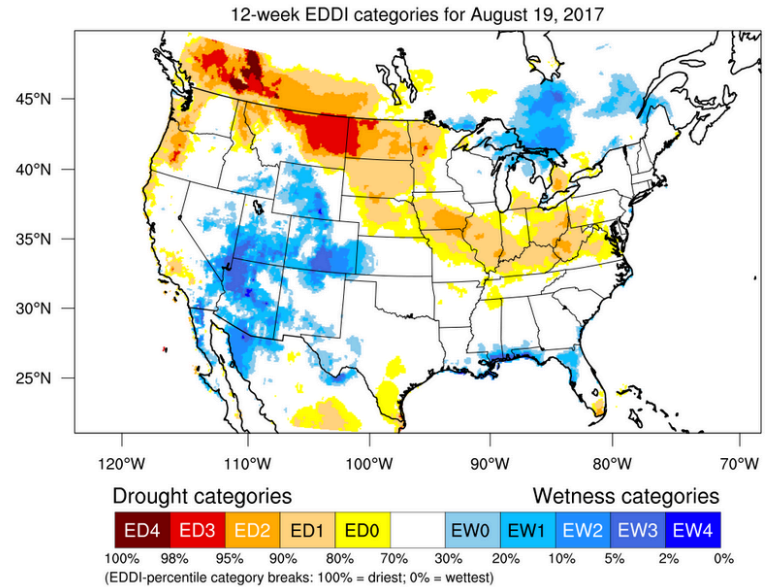 12-week EDDI categories for August 19, 2017
45°N
40°N
35°N
30°N
25°N
120°W 110°W 100°W 90°W 80°W 70°W
Drought categories Wetness categories
ED4 ED3 ED2 ED1 ED0 EW0 EW1 EW2 EW3 EW4
100% 98% 95% 90% 80% 70% 30% 20% 10% 5% 2% 0%
(EDDI-percentile category breaks: 100% = driest; 0% = wettest)